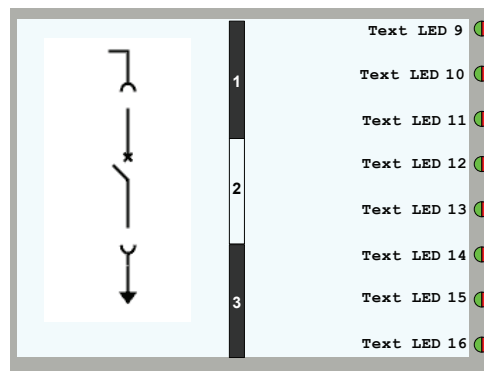 Text LED 9
Text LED 10
1
Text LED 11
Text LED 12
2
Text LED 13
Text LED 14
Text LED 15
3
Text LED 16